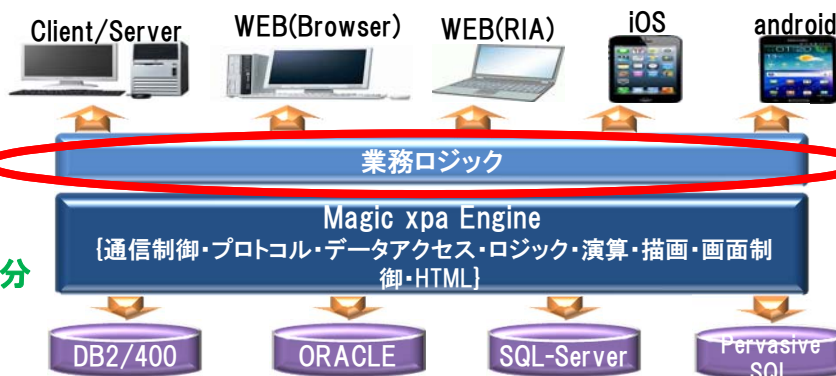 Client/Server
WEB(Browser)
WEB(RIA)
iOS
android
業務ロジック
Magic xpa Engine
{通信制御・プロトコル・データアクセス・ロジック・演算・描画・画面制
御・HTML}
分
DB2/400
ORACLE
SQL-Server
Pervasive
SQL